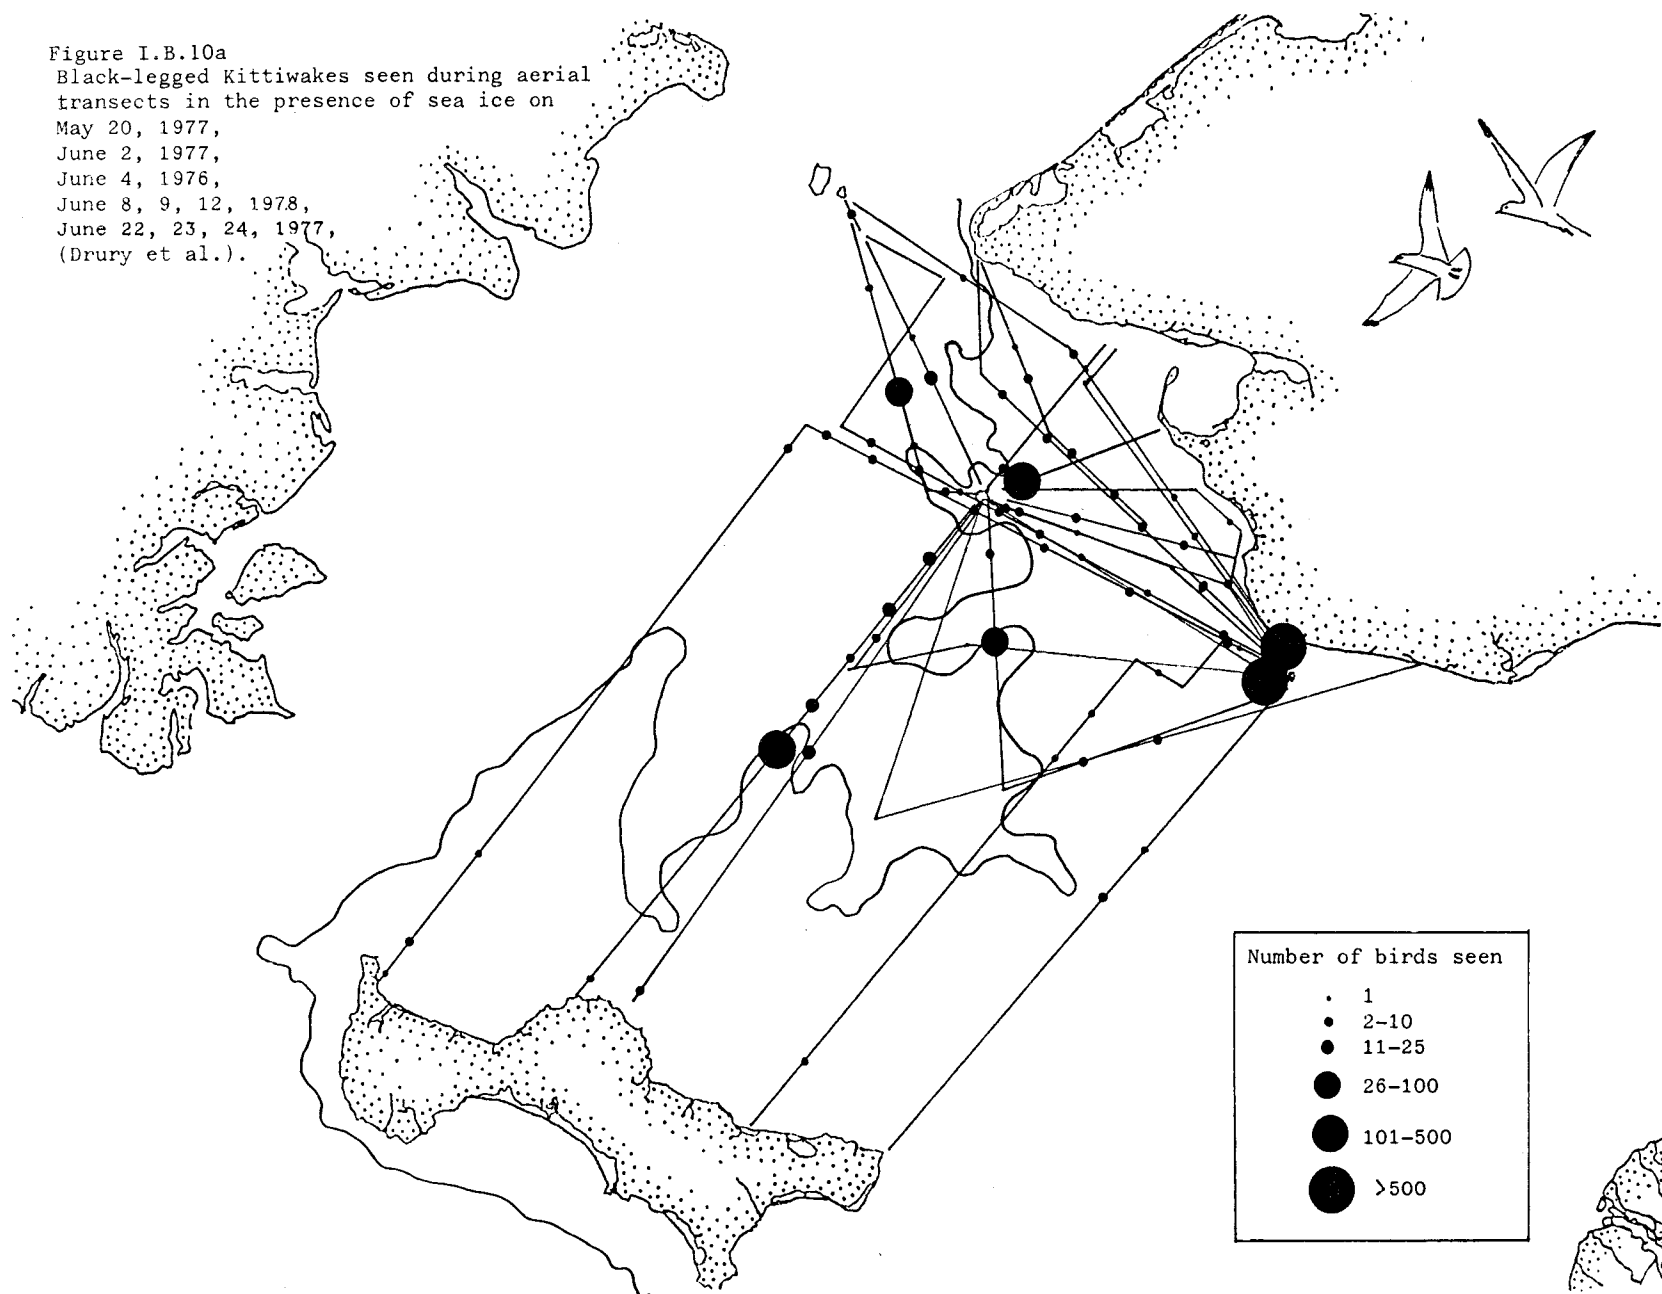 Figure I.B.10a
Black-legged Kittiwakes seen during aerial
transects in the presence of sea ice on
May 20, 1977,
June 2, 1977,
June 4, 1976,
June 8, 9, 12, 1978,
June 22, 23, 24, 1977,
(Drury et al.).
Number of birds seen
1
2-10
11-25
26-100
101-500
>500